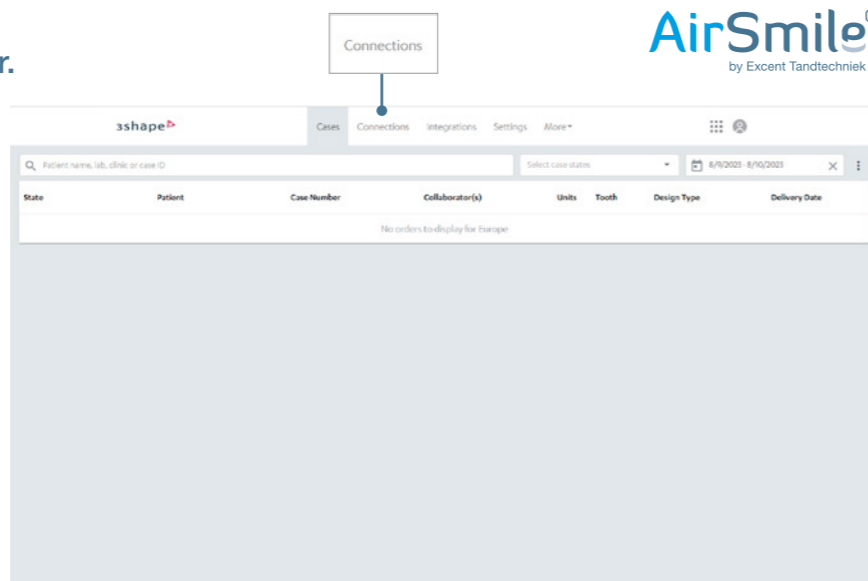 r.
Connections
AirSmile
by Excent Tandtechniek
3shape
Cases Connections Integrations Settings More
Patient name, lab, clinic or case ID
Select case states
8/9/2023 - 8/10/2023
State Patient Case Number Collaborator(s) Units Tooth Design Type Delivery Date
No orders to display for Europe